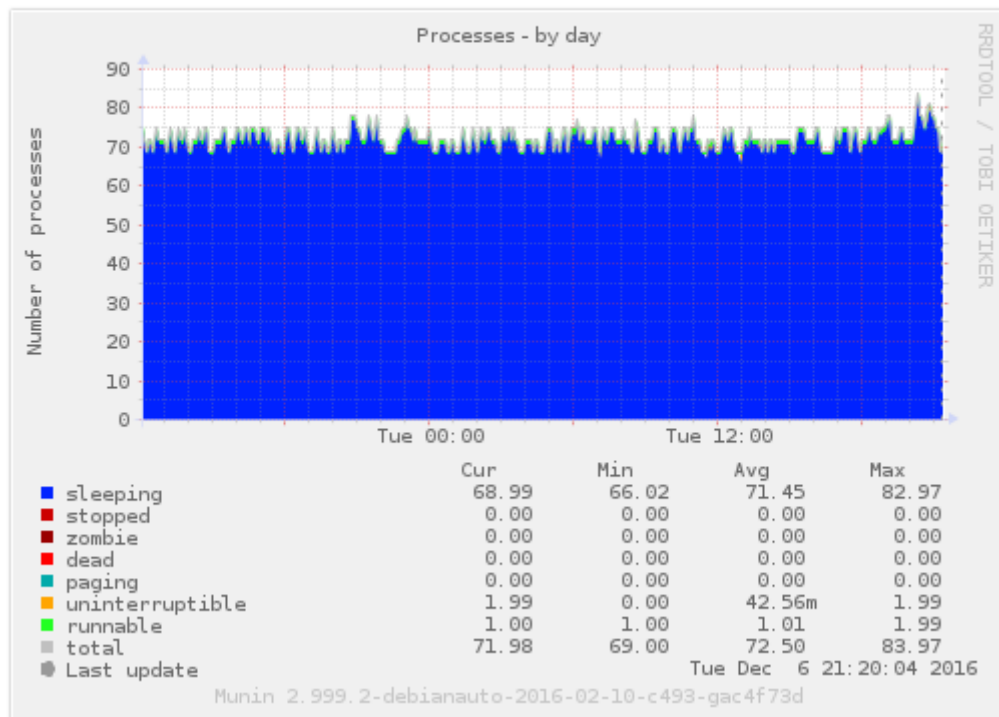 Processes - by day
RRDTOOL / TOBI OETIKER
Number of processes
90
80
70
60
50
40
30
20
10
0
Tue 00:00 Tue 12:00
Cur Min Avg Max
sleeping 68.99 66.02 71.45 82.97
stopped 0.00 0.00 0.00 0.00
zombie 0.00 0.00 0.00 0.00
dead 0.00 0.00 0.00 0.00
paging 0.00 0.00 0.00 0.00
uninterruptible 1.99 0.00 42.56m 1.99
runnable 1.00 1.00 1.01 1.99
total 71.98 69.00 72.50 83.97
Last update Tue Dec 6 21:20:04 2016
Munin 2.999.2-debianauto-2016-02-10-c493-gac4f73d